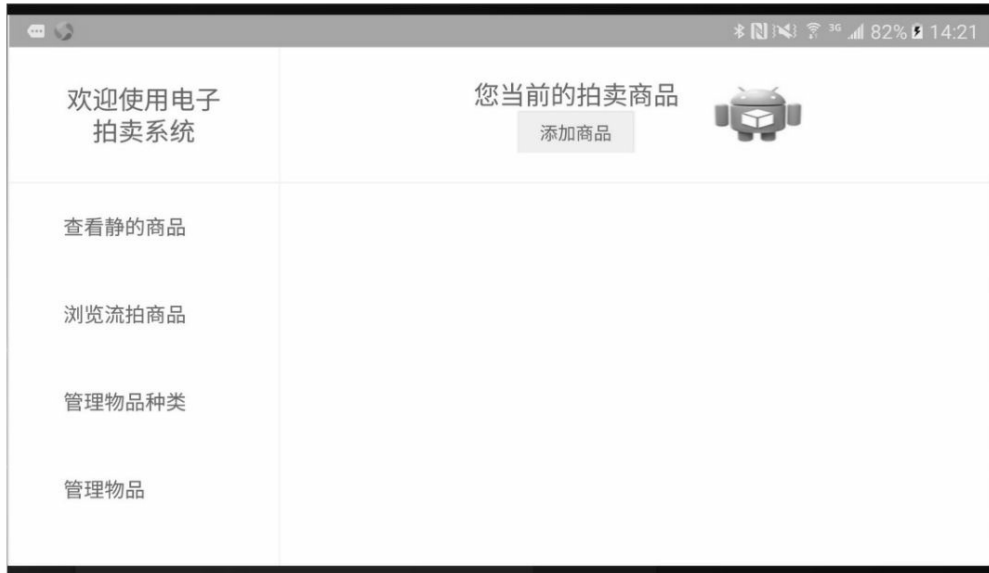 3G 82% 14:21
欢迎使用电子
拍卖系统
您当前的拍卖商品
添加商品
查看静的商品
浏览流拍商品
管理物品种类
管理物品